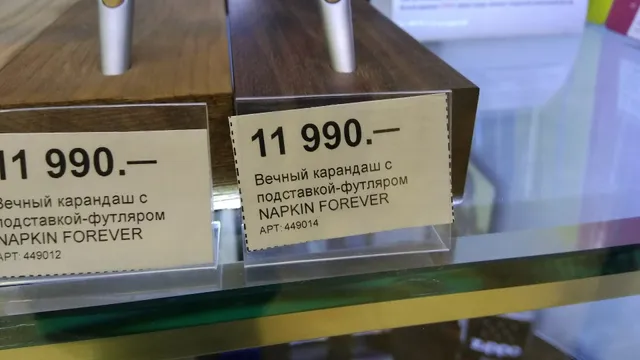 11 990.—
Вечный карандаш с
подставкой-футляром
NAPKIN FOREVER
АРТ: 449012
11 990.—
Вечный карандаш с
подставкой-футляром
NAPKIN FOREVER
АРТ: 449014